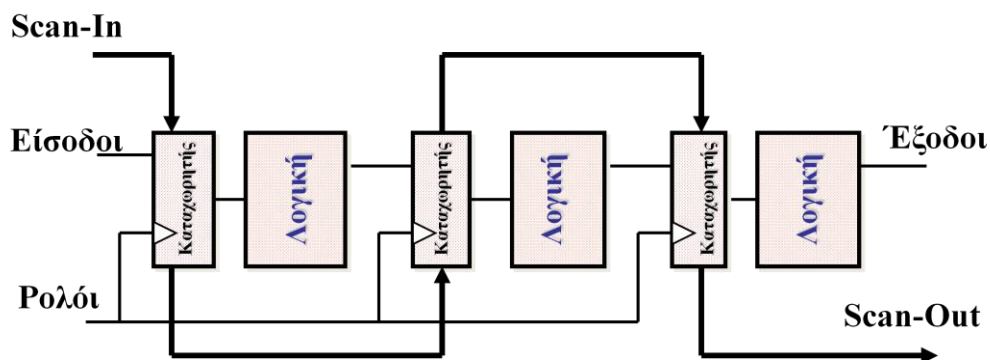 Scan-In
Είσοδοι
Καταχωρητής
Λογική
Καταχωρητής
Λογική
Καταχωρητής
Λογική
Έξοδοι
Ρολόι
Scan-Out